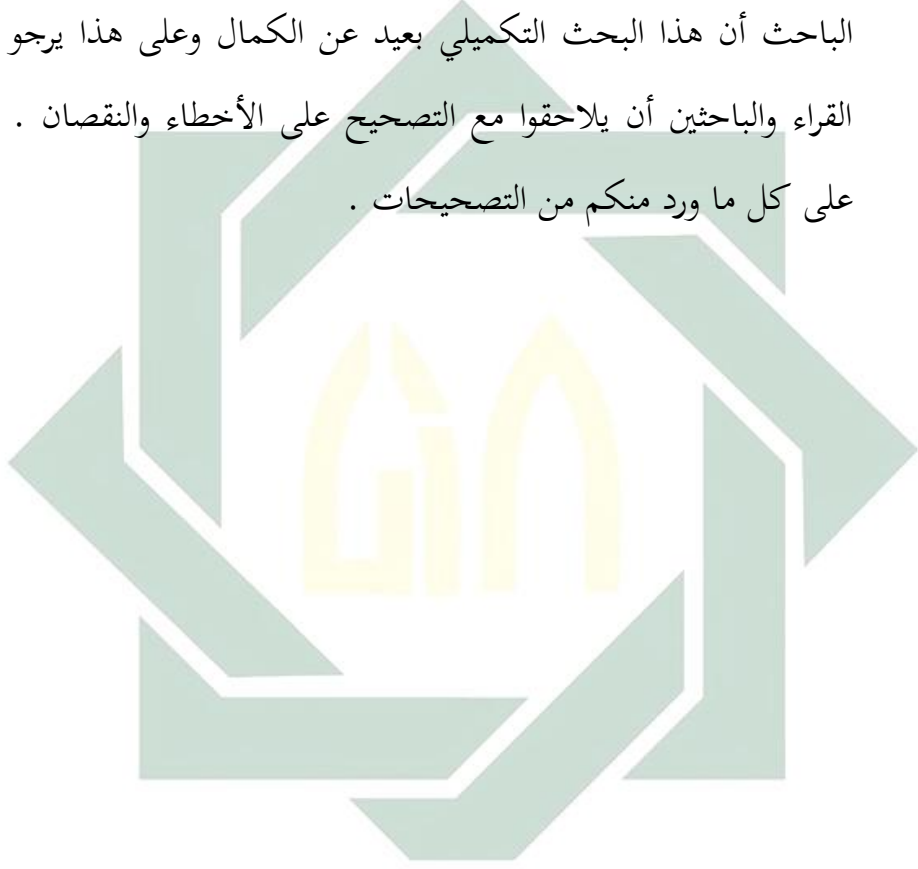 الباحث أن هذا البحث التكميلي بعيد عن الكمال وعلى هذا يرجو
القراء والباحثين أن يلاحقوا مع التصحيح على الأخطاء والنقصان .
على كل ما ورد منكم من التصحيحات .